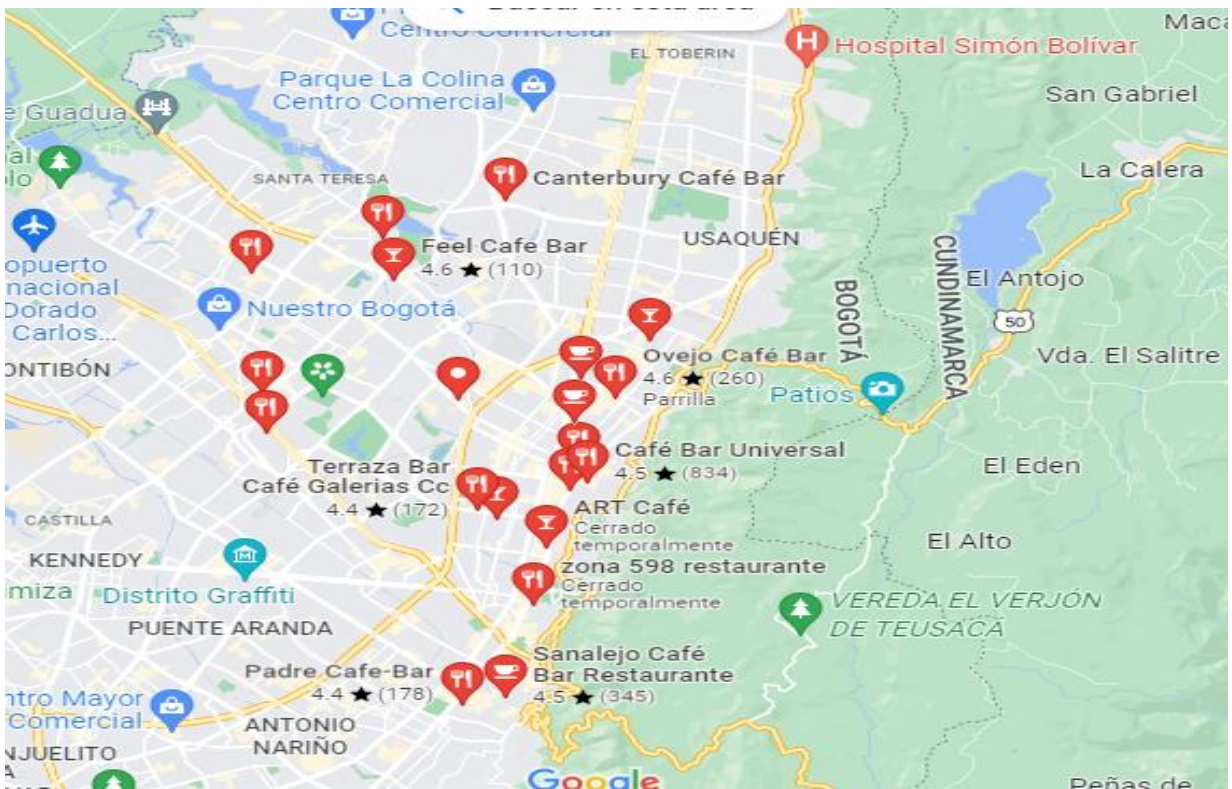 Buscar en esta área
Centro Comercial
EL TOBERIN
Hospital Simón Bolívar
Parque La Colina
Centro Comercial
San Gabriel
e Guadua
La Calera
SANTA TERESA
Canterbury Café Bar
USAQUÉN
Feel Cafe Bar
4.6 ★ (110)
CUNDINAMARCA
BOGOTÁ
El Antojo
opuerto
nacional
Dorado
Carlos...
Nuestro Bogotá
50
ONTIBÓN
Ovejo Café Bar
4.6 ★ (260)
Parrilla
Vda. El Salitre
Patios
Café Bar Universal
4.5 ★ (834)
El Eden
Terraza Bar
Café Galerias Cc
4.4 ★ (172)
ART Café
Cerrado
temporalmente
CASTILLA
El Alto
KENNEDY
zona 598 restaurante
Cerrado
temporalmente
miza
Distrito Graffiti
VEREDA EL VERJÓN
DE TEUSACÁ
PUENTE ARANDA
Sanalejo Café
Bar Restaurante
4.5 ★ (345)
Padre Cafe-Bar
4.4 ★ (178)
ntro Mayor
Comercial
ANTONIO
NARIÑO
NJUELITO
Google
Peñas de